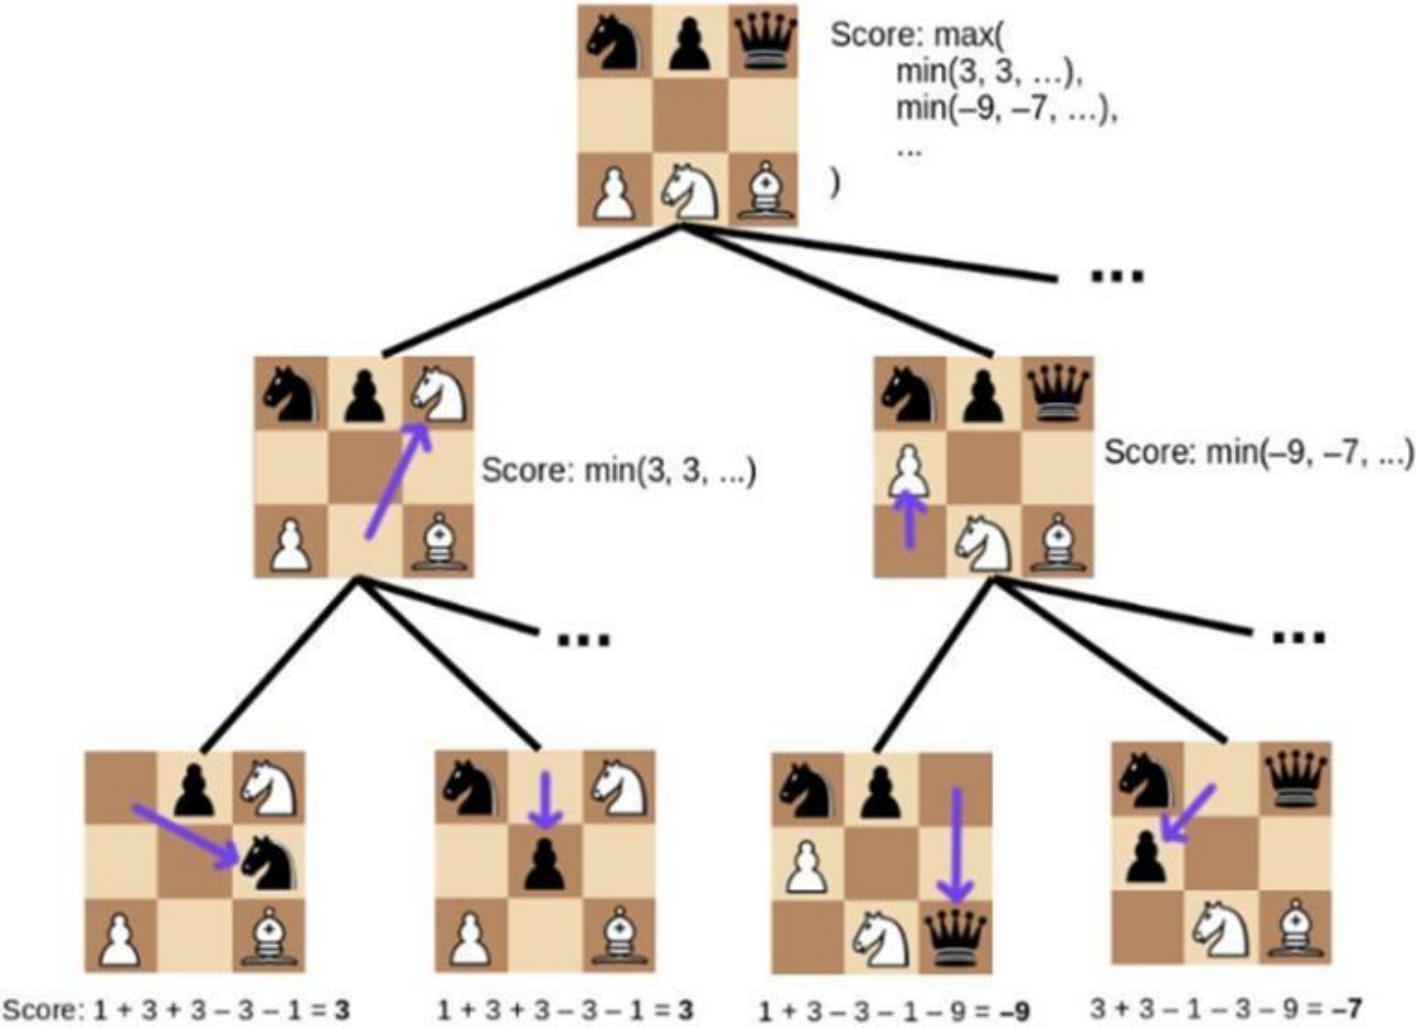 Score: max(
min(3, 3, ...),
min(–9, –7, ...),
...
)
...
Score: min(3, 3, ...)
Score: min(–9, –7, ...)
...
...
Score: 1 + 3 + 3 – 3 – 1 = 3
1 + 3 + 3 – 3 – 1 = 3
1 + 3 – 3 – 1 – 9 = –9
3 + 3 – 1 – 3 – 9 = –7